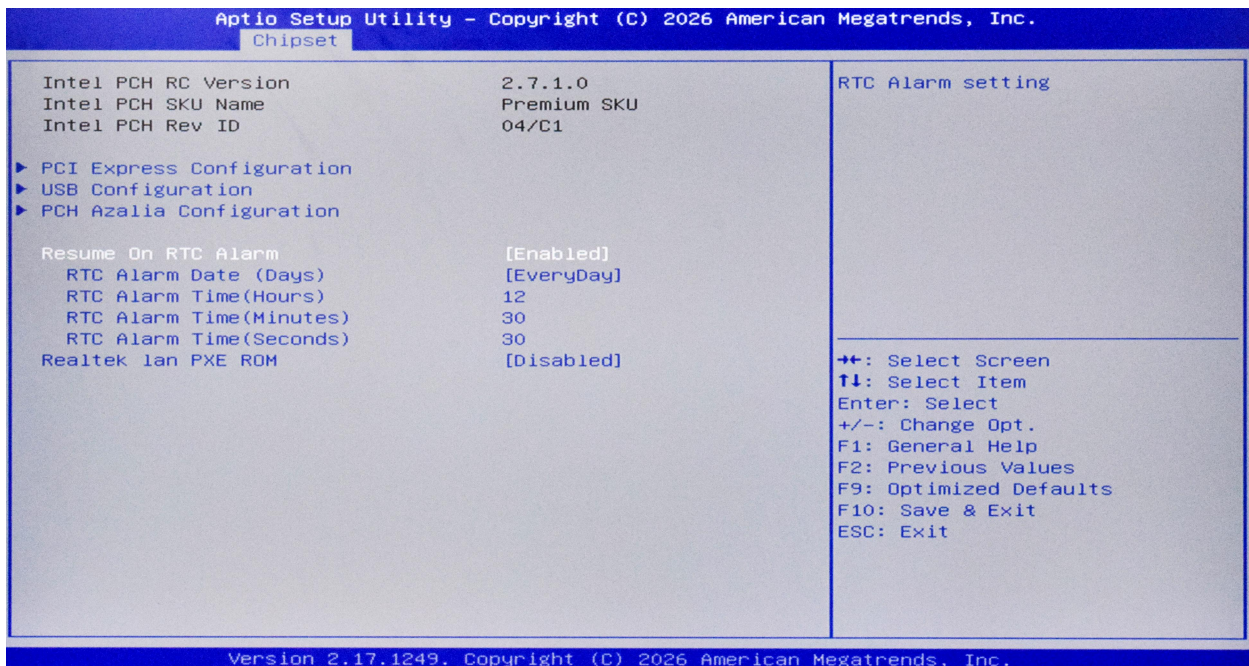 Aptio Setup Utility – Copyright (C) 2026 American Megatrends, Inc.
Chipset
Intel PCH RC Version 2.7.1.0
Intel PCH SKU Name Premium SKU
Intel PCH Rev ID 04/C1
PCI Express Configuration
USB Configuration
PCH Azalia Configuration
Resume On RTC Alarm [Enabled]
RTC Alarm Date (Days) [EveryDay]
RTC Alarm Time(Hours) 12
RTC Alarm Time(Minutes) 30
RTC Alarm Time(Seconds) 30
Realtek lan PXE ROM [Disabled]
RTC Alarm setting
→←: Select Screen
↑↓: Select Item
Enter: Select
+/-: Change Opt.
F1: General Help
F2: Previous Values
F9: Optimized Defaults
F10: Save & Exit
ESC: Exit
Version 2.17.1249. Copyright (C) 2026 American Megatrends, Inc.